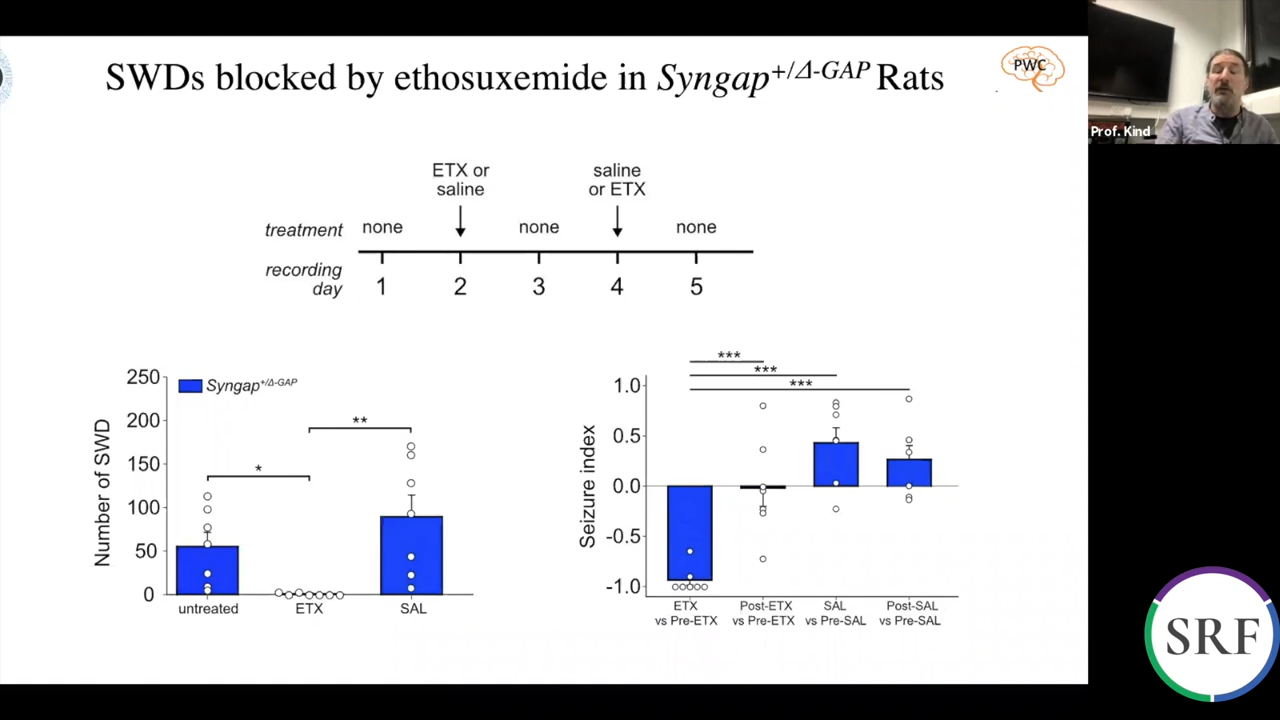 SWDs blocked by ethosuxemide in Syngap+/Δ-GAP Rats
PWC
Prof. Kind
ETX or
saline
saline
or ETX
treatment none none none
recording
day
1 2 3 4 5
Number of SWD
250
200
150
100
50
0
Syngap+/Δ-GAP
*
**
untreated ETX SAL
Seizure index
1.0
0.5
0.0
-0.5
-1.0
***
***
***
ETX
vs Pre-ETX
Post-ETX
vs Pre-ETX
SAL
vs Pre-SAL
Post-SAL
vs Pre-SAL
SRF